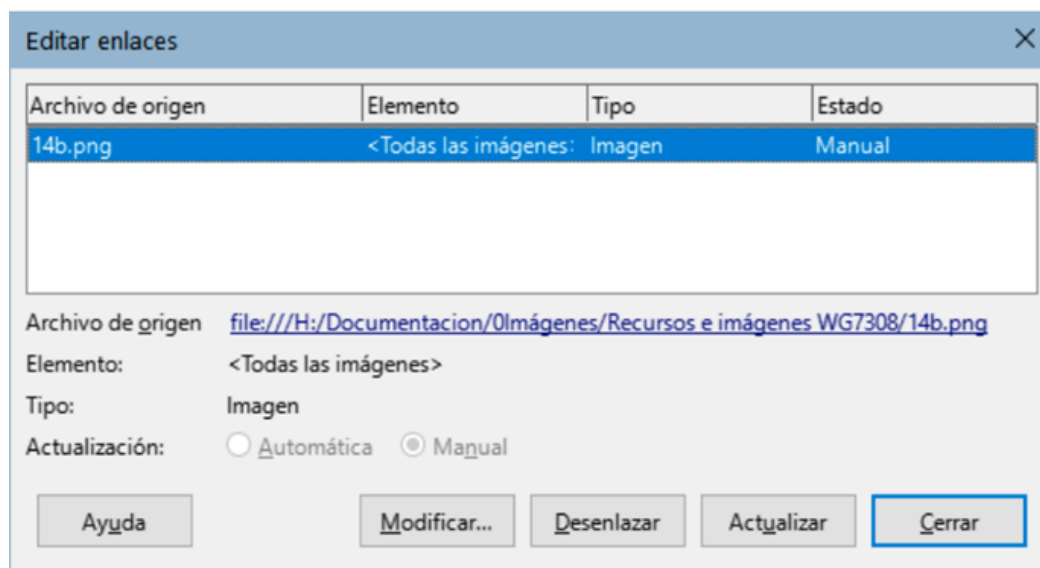 Editar enlaces
Archivo de origen Elemento Tipo Estado
14b.png <Todas las imágenes: Imagen Manual
Archivo de origen file:///H:/Documentacion/0Imágenes/Recursos e imágenes WG7308/14b.png
Elemento: <Todas las imágenes>
Tipo: Imagen
Actualización: Automática Manual
Ayuda Modificar... Desenlazar Actualizar Cerrar